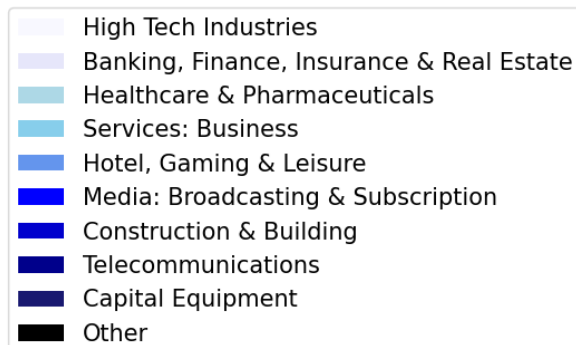 High Tech Industries
Banking, Finance, Insurance & Real Estate
Healthcare & Pharmaceuticals
Services: Business
Hotel, Gaming & Leisure
Media: Broadcasting & Subscription
Construction & Building
Telecommunications
Capital Equipment
Other